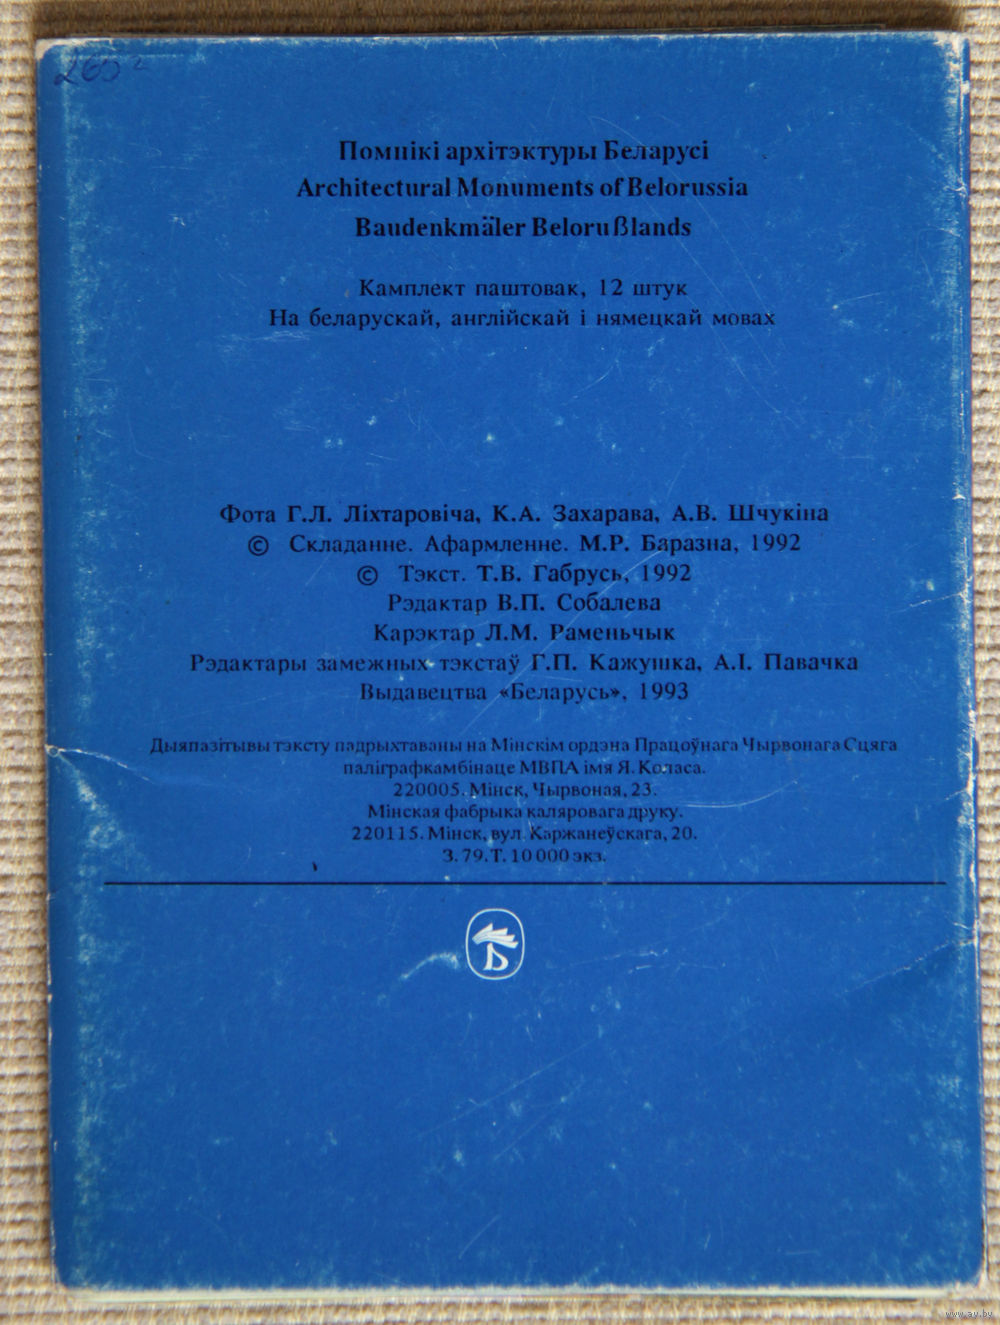 Помнікі архітэктуры Беларусі
Architectural Monuments of Belorussia
Baudenkmäler Belorußlands
Камплект паштовак, 12 штук
На беларускай, англійскай і нямецкай мовах
Фота Г.Л. Ліхтаровіча, К.А. Захарава, А.В. Шчукіна
© Складанне. Афармленне. М.Р. Баразна, 1992
© Тэкст. Т.В. Габрусь, 1992
Рэдактар В.П. Собалева
Карэктар Л.М. Раменьчык
Рэдактары замежных тэкстаў Г.П. Кажушка, А.І. Павачка
Выдавецтва «Беларусь», 1993
Дыяпазітывы тэксту падрыхтаваны на Мінскім ордэна Працоўнага Чырвонага Сцяга
паліграфкамбінаце МВПА імя Я. Коласа.
220005. Мінск, Чырвоная, 23.
Мінская фабрыка каляровага друку.
220115. Мінск, вул. Каржанеўскага, 20.
З. 79. Т. 10 000 экз.
Б
www.ay.by